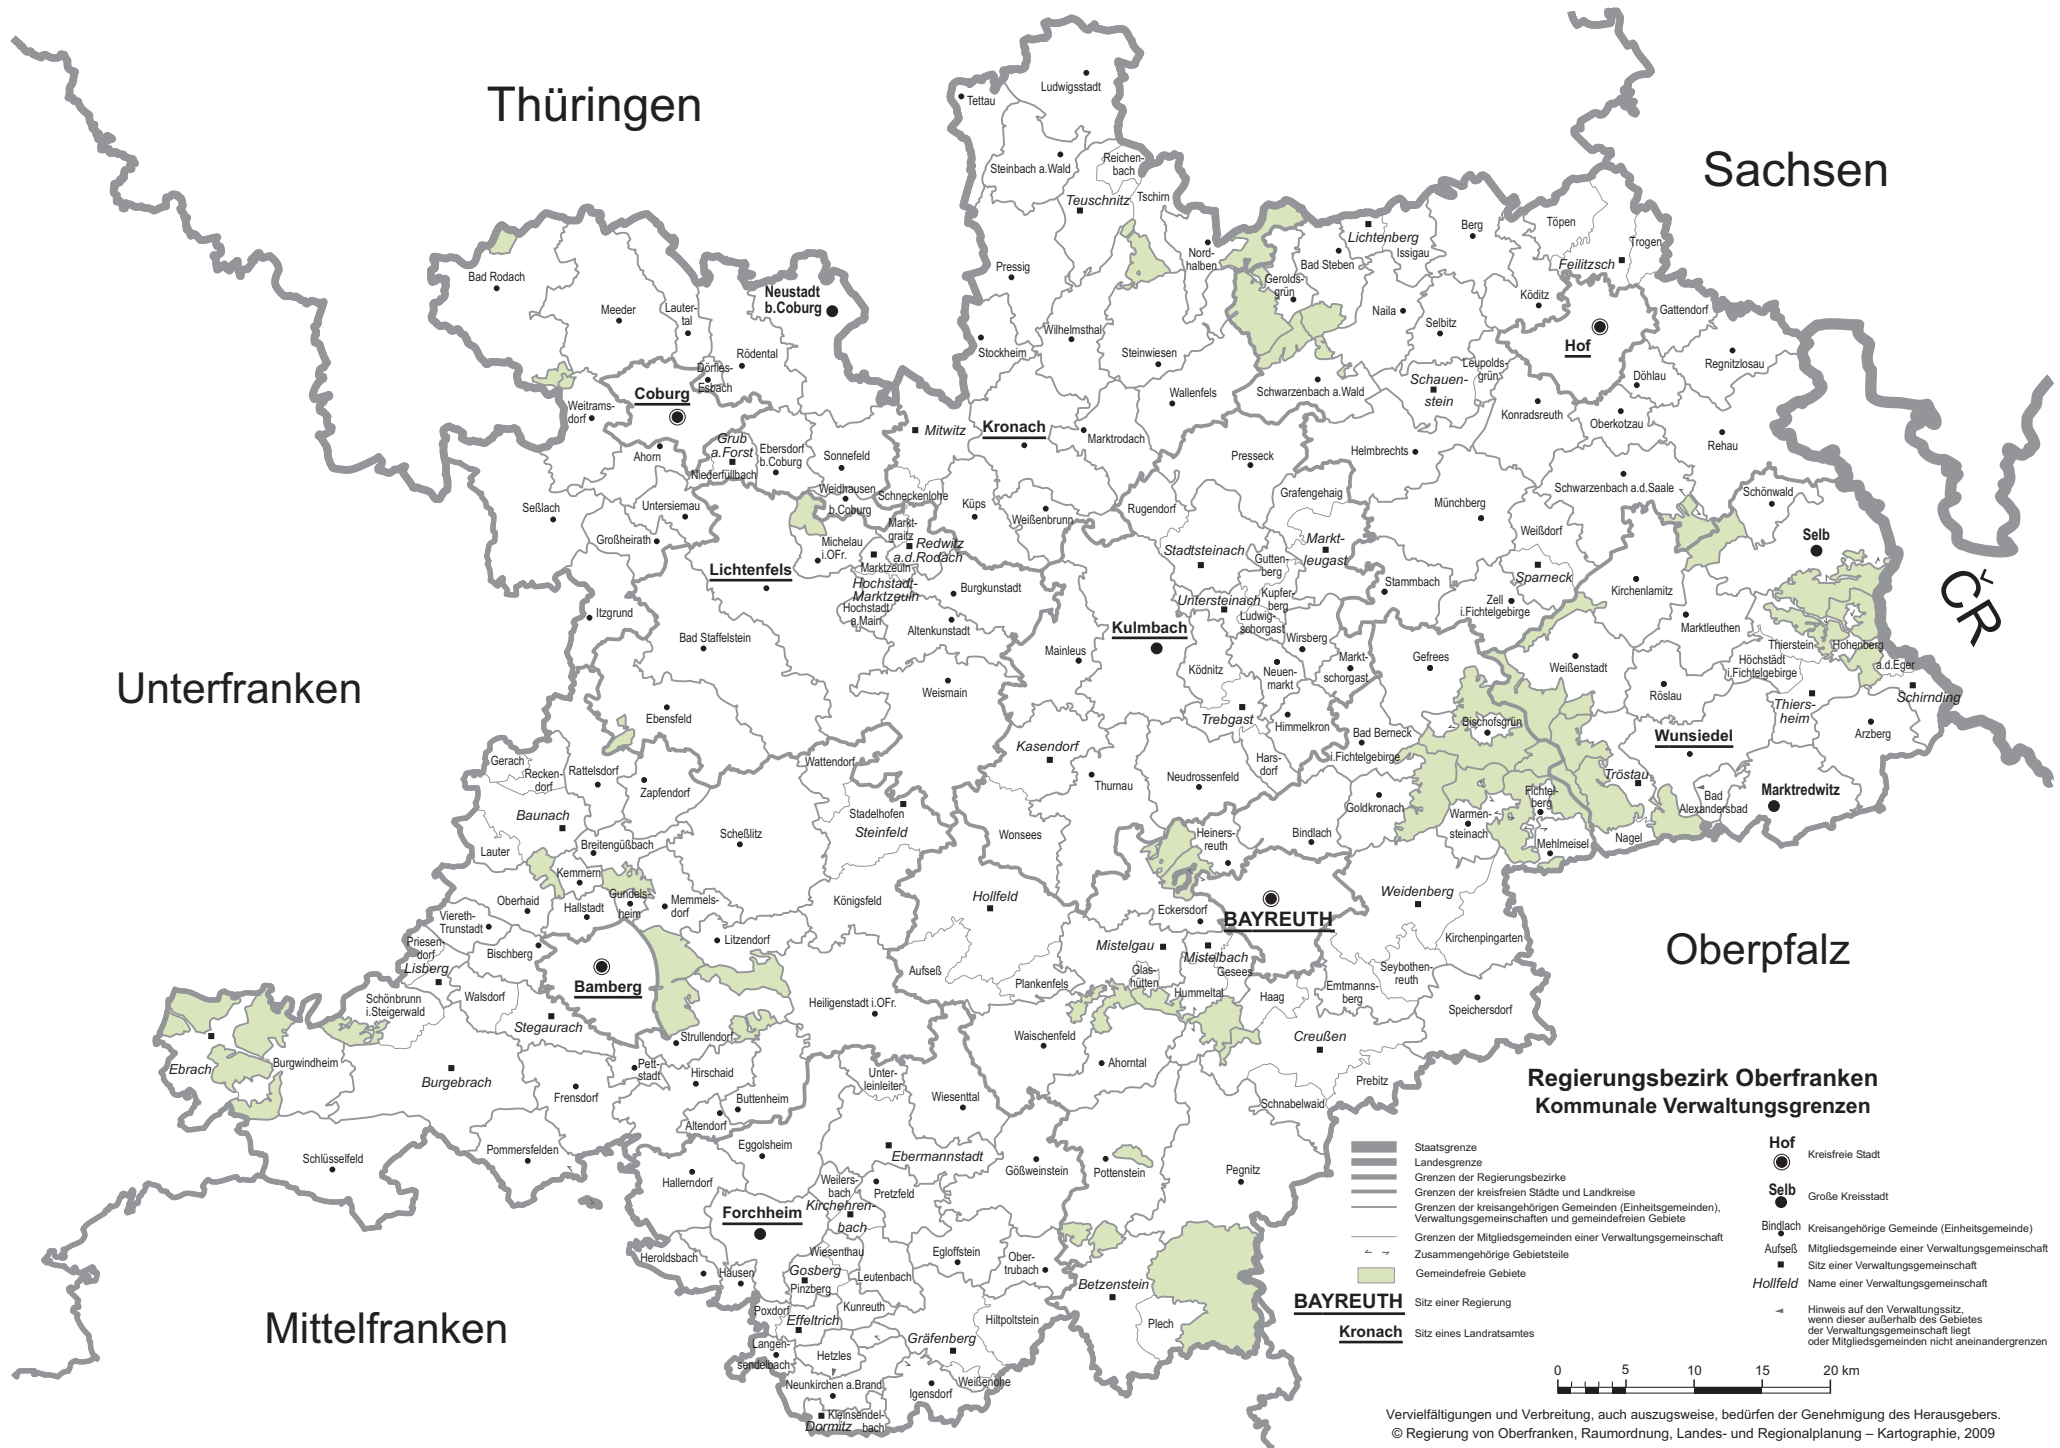 Thüringen
Sachsen
Unterfranken
Oberpfalz
Mittelfranken
ČR
Ludwigsstadt
Tettau
Steinbach a.Wald
Reichen-
bach
Teuschnitz
Tschirn
Nord-
halben
Pressig
Lichtenberg
Issigau
Berg
Töpen
Trogen
Feilitzsch
Bad Steben
Gerolds-
grün
Bad Rodach
Meeder
Lauter-
tal
Neustadt
b.Coburg
Rödental
Dörfles-
Esbach
Coburg
Weitrams-
dorf
Stockheim
Wilhelmsthal
Steinwiesen
Wallenfels
Naila
Selbitz
Köditz
Hof
Gattendorf
Regnitzlosau
Leupolds-
grün
Döhlau
Schauen-
stein
Schwarzenbach a.Wald
Konradsreuth
Oberkotzau
Rehau
Ahorn
Grub
a.Forst
Niederfüllbach
Ebersdorf
b.Coburg
Sonnefeld
Mitwitz
Kronach
Marktrodach
Presseck
Helmbrechts
Weidhausen
b.Coburg
Schneckenlohe
Küps
Weißenbrunn
Rugendorf
Grafengehaig
Münchberg
Schwarzenbach a.d.Saale
Schönwald
Selb
Seßlach
Untersiemau
Großheirath
Markt-
graitz
Redwitz
a.d.Rodach
Michelau
i.OFr.
Marktzeuln
Hochstadt-
Marktzeuln
Hochstadt
a.Main
Lichtenfels
Burgkunstadt
Altenkunstadt
Stadtsteinach
Gutten-
berg
Markt-
leugast
Weißdorf
Sparneck
Zell
i.Fichtelgebirge
Stammbach
Kirchenlamitz
Marktleuthen
Itzgrund
Bad Staffelstein
Mainleus
Kulmbach
Untersteinach
Kupfer-
berg
Ludwig-
schorgast
Wirsberg
Ködnitz
Neuen-
markt
Markt-
schorgast
Gefrees
Weißenstadt
Thierstein
Hohenberg
a.d.Eger
Höchstädt
i.Fichtelgebirge
Röslau
Schirnding
Thiers-
heim
Arzberg
Weismain
Ebensfeld
Trebgast
Himmelkron
Kasendorf
Bad Berneck
i.Fichtelgebirge
Bischofsgrün
Wunsiedel
Gerach
Recken-
dorf
Rattelsdorf
Zapfendorf
Wattendorf
Thurnau
Neudrossenfeld
Hars-
dorf
Goldkronach
Tröstau
Fichtel-
berg
Bad
Alexandersbad
Marktredwitz
Baunach
Scheßlitz
Stadelhofen
Steinfeld
Wonsees
Heiners-
reuth
Bindlach
Warmen-
steinach
Mehlmeisel
Nagel
Lauter
Breitengüßbach
Kemmern
Oberhaid
Hallstadt
Gundels-
heim
Memmels-
dorf
Königsfeld
Hollfeld
Eckersdorf
BAYREUTH
Weidenberg
Viereth-
Trunstadt
Priesen-
dorf
Lisberg
Bischberg
Bamberg
Litzendorf
Aufseß
Mistelgau
Mistelbach
Glas-
hütten
Gesees
Hummeltal
Plankenfels
Kirchenpingarten
Seybothen-
reuth
Emtmanns-
berg
Haag
Speichersdorf
Schönbrunn
i.Steigerwald
Walsdorf
Stegaurach
Heiligenstadt i.OFr.
Strullendorf
Waischenfeld
Ahorntal
Creußen
Ebrach
Burgwindheim
Burgebrach
Frensdorf
Pett-
stadt
Hirschaid
Buttenheim
Altendorf
Unter-
leinleiter
Wiesenttal
Prebitz
Schnabelwaid
Schlüsselfeld
Pommersfelden
Eggolsheim
Ebermannstadt
Gößweinstein
Pottenstein
Pegnitz
Hallerndorf
Weilers-
bach
Pretzfeld
Kirchehren-
bach
Forchheim
Heroldsbach
Hausen
Wiesenthau
Gosberg
Pinzberg
Leutenbach
Egloffstein
Ober-
trubach
Betzenstein
Poxdorf
Effeltrich
Kunreuth
Hiltpoltstein
Plech
Langen-
sendelbach
Hetzles
Gräfenberg
Neunkirchen a.Brand
Igensdorf
Weißenohe
Kleinsendel-
bach
Dormitz
Regierungsbezirk Oberfranken
Kommunale Verwaltungsgrenzen
Staatsgrenze
Landesgrenze
Grenzen der Regierungsbezirke
Grenzen der kreisfreien Städte und Landkreise
Grenzen der kreisangehörigen Gemeinden (Einheitsgemeinden),
Verwaltungsgemeinschaften und gemeindefreien Gebiete
Grenzen der Mitgliedsgemeinden einer Verwaltungsgemeinschaft
Zusammengehörige Gebietsteile
Gemeindefreie Gebiete
BAYREUTH Sitz einer Regierung
Kronach Sitz eines Landratsamtes
Hof Kreisfreie Stadt
Selb Große Kreisstadt
Bindlach Kreisangehörige Gemeinde (Einheitsgemeinde)
Aufseß Mitgliedsgemeinde einer Verwaltungsgemeinschaft
Sitz einer Verwaltungsgemeinschaft
Hollfeld Name einer Verwaltungsgemeinschaft
Hinweis auf den Verwaltungssitz,
wenn dieser außerhalb des Gebietes
der Verwaltungsgemeinschaft liegt
oder Mitgliedsgemeinden nicht aneinandergrenzen
0 5 10 15 20 km
Vervielfältigungen und Verbreitung, auch auszugsweise, bedürfen der Genehmigung des Herausgebers.
© Regierung von Oberfranken, Raumordnung, Landes- und Regionalplanung – Kartographie, 2009